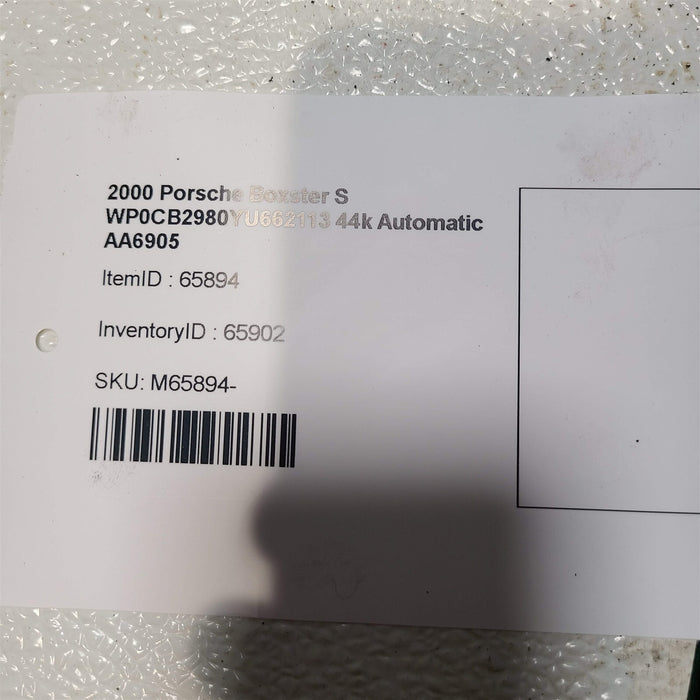 2000 Porsche Boxster S
WP0CB2980YU662113 44k Automatic
AA6905
ItemID : 65894
InventoryID : 65902
SKU: M65894-